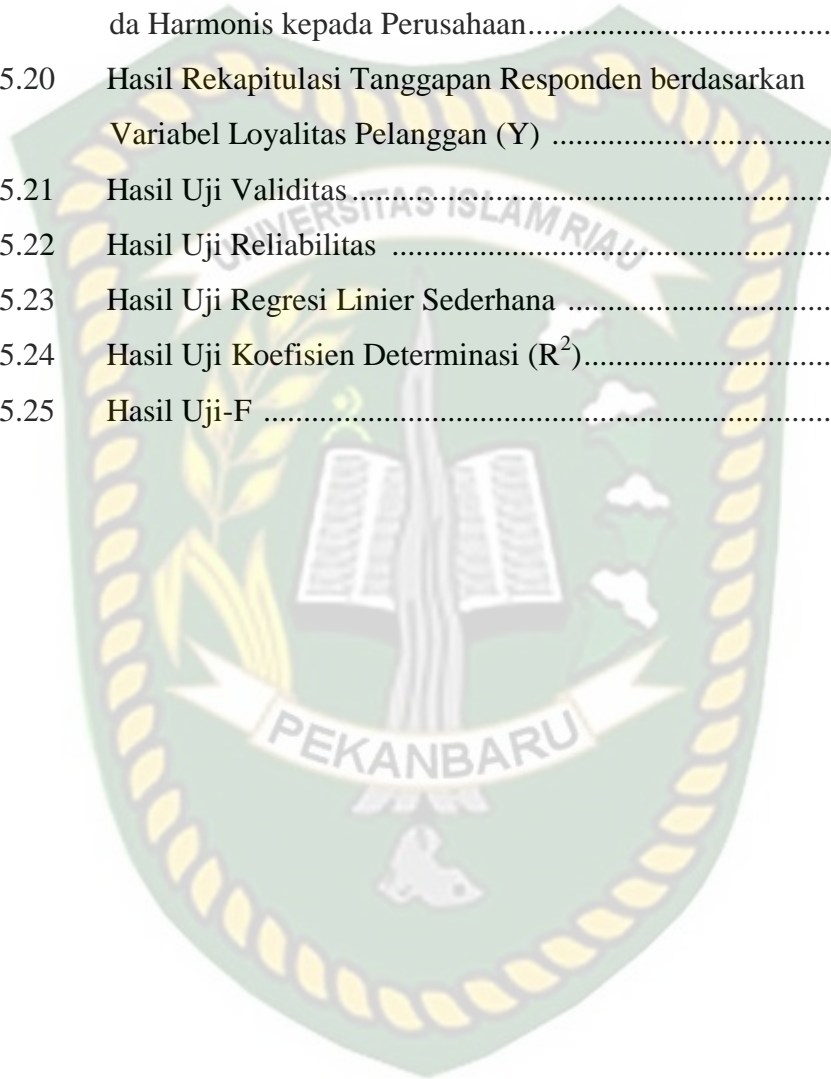 da Harmonis kepada Perusahaan....................................
5.20 Hasil Rekapitulasi Tanggapan Responden berdasarkan
Variabel Loyalitas Pelanggan (Y) .................................
5.21 Hasil Uji Validitas.........................................................
5.22 Hasil Uji Reliabilitas ....................................................
5.23 Hasil Uji Regresi Linier Sederhana ...............................
5.24 Hasil Uji Koefisien Determinasi (R²).............................
5.25 Hasil Uji-F ...................................................................
UNIVERSITAS ISLAM RIAU
PEKANBARU